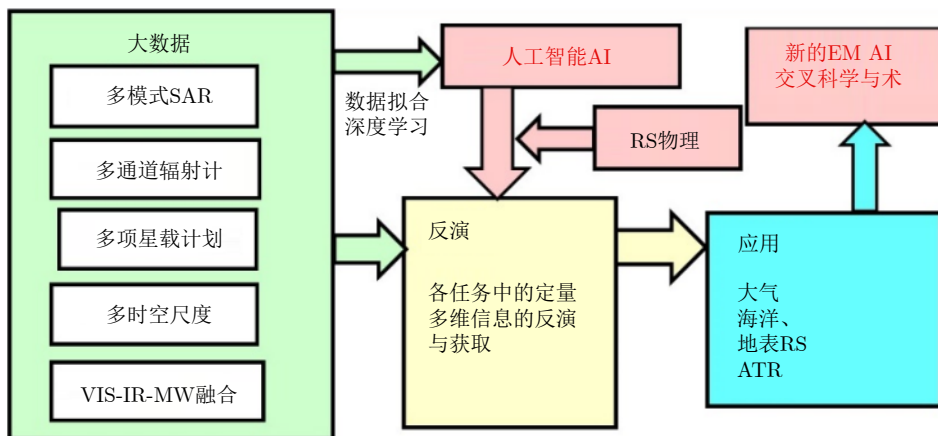 大数据
多模式SAR
多通道辐射计
多项星载计划
多时空尺度
VIS-IR-MW融合
数据拟合
深度学习
人工智能AI
RS物理
反演
各任务中的定量
多维信息的反演
与获取
新的EM AI
交叉科学与术
应用
大气
海洋、
地表RS
ATR